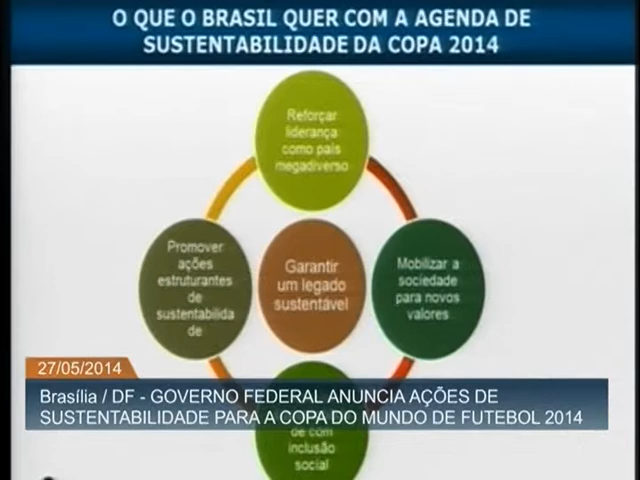 O QUE O BRASIL QUER COM A AGENDA DE
SUSTENTABILIDADE DA COPA 2014
Reforçar
liderança
como país
megadiverso
Promover
ações
estruturantes
de
sustentabilida
de
Garantir
um legado
sustentável
Mobilizar a
sociedade
para novos
valores
27/05/2014
Brasília / DF - GOVERNO FEDERAL ANUNCIA AÇÕES DE
SUSTENTABILIDADE PARA A COPA DO MUNDO DE FUTEBOL 2014
de com
inclusão
social